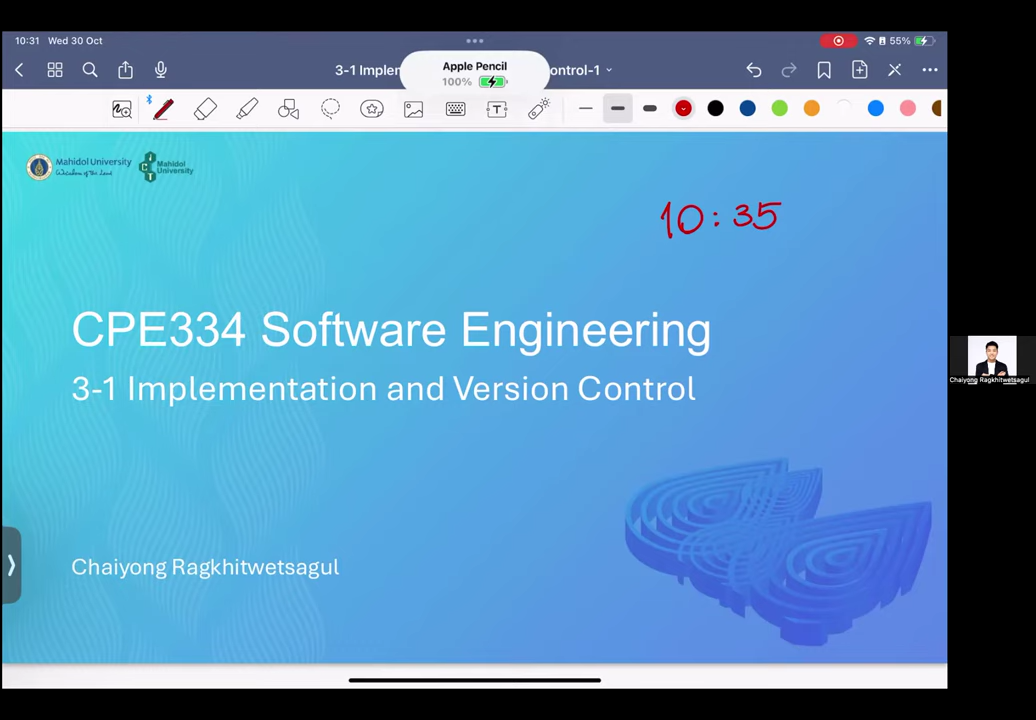 10:31 Wed 30 Oct
55%
3-1 Implen
Apple Pencil
100%
ontrol-1
T
Mahidol University
Wisdom of the Land
Mahidol
University
10:35
CPE334 Software Engineering
3-1 Implementation and Version Control
Chaiyong Ragkhitwetsagul
Chaiyong Ragkhitwetsagul